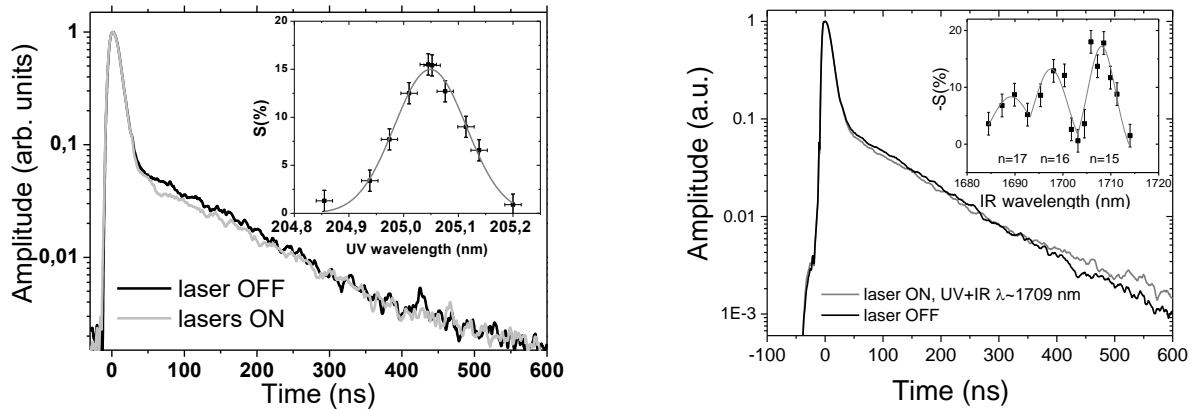 Amplitude (arb. units)
1
0,1
0,01
0 100 200 300 400 500 600
Time (ns)
laser OFF
lasers ON
S(%)
20
15
10
5
0
204,8 204,9 205,0 205,1 205,2
UV wavelength (nm)
Amplitude (a.u.)
1
0.1
0.01
1E-3
-100 0 100 200 300 400 500 600
Time (ns)
laser ON, UV+IR λ~1709 nm
laser OFF
-S(%)
20
10
0
n=17 n=16 n=15
1680 1690 1700 1710 1720
IR wavelength (nm)